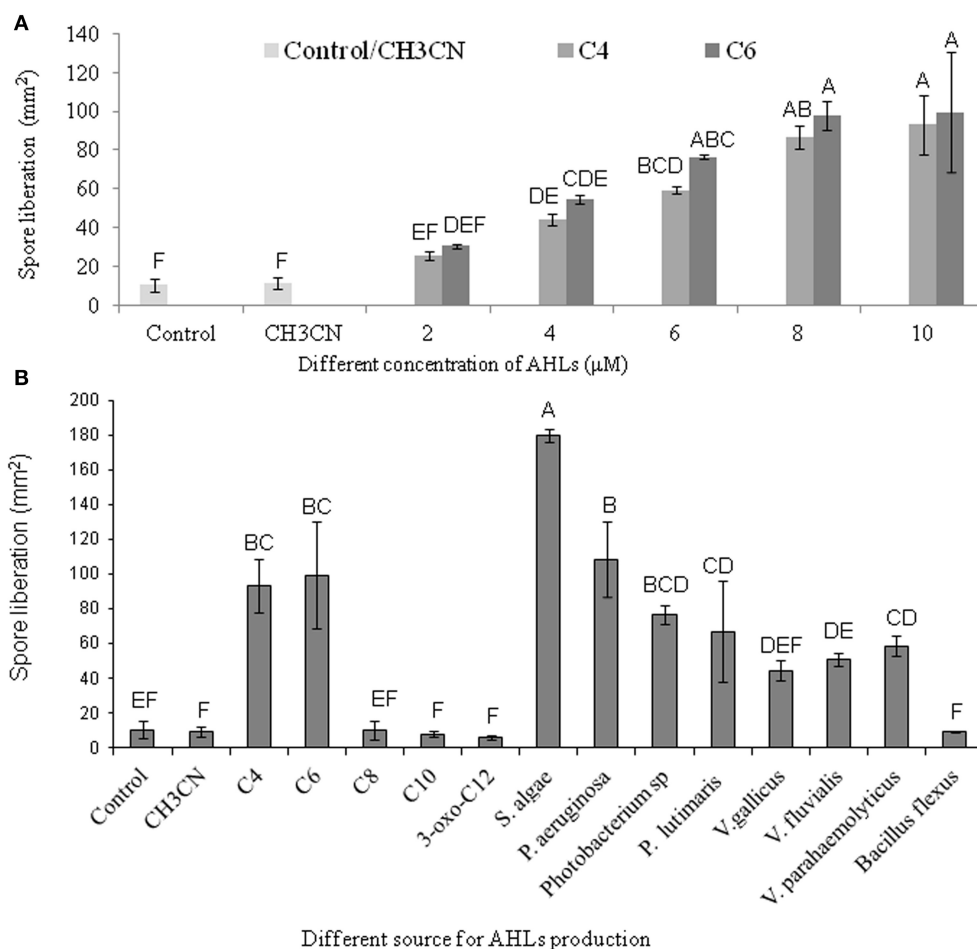 A
Control/CH3CN C4 C6
Spore liberation (mm²)
140
120
100
80
60
40
20
0
F F EF DEF DE CDE BCD ABC AB A A A
Control CH3CN 2 4 6 8 10
Different concentration of AHLs (µM)
B
Spore liberation (mm²)
200
180
160
140
120
100
80
60
40
20
0
EF F BC BC EF F F A B BCD CD DEF DE CD F
Control
CH3CN
C4
C6
C8
C10
3-oxo-C12
S. algae
P. aeruginosa
Photobacterium sp
P. lutimaris
V.gallicus
V. fluvialis
V. parahaemolyticus
Bacillus flexus
Different source for AHLs production